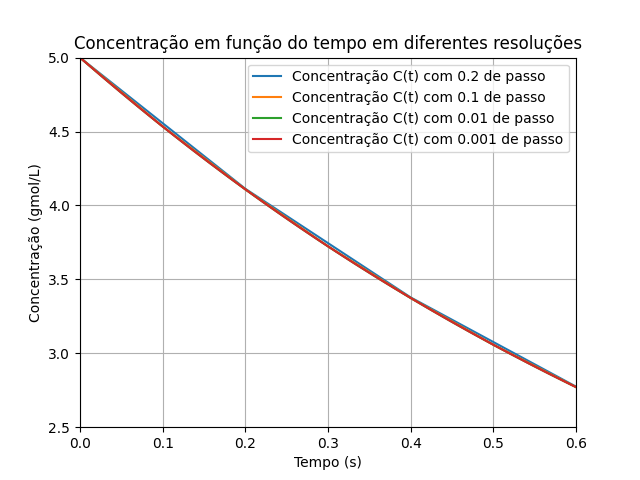 Concentração em função do tempo em diferentes resoluções
Concentração C(t) com 0.2 de passo
Concentração C(t) com 0.1 de passo
Concentração C(t) com 0.01 de passo
Concentração C(t) com 0.001 de passo
Concentração (gmol/L)
5.0
4.5
4.0
3.5
3.0
2.5
0.0 0.1 0.2 0.3 0.4 0.5 0.6
Tempo (s)